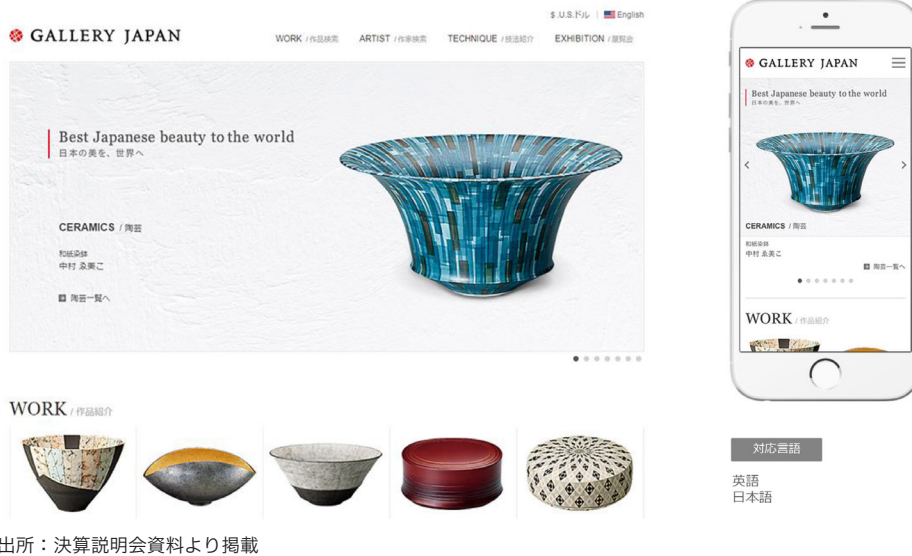 $ .U.S.ドル | English
GALLERY JAPAN
WORK / 作品検索 ARTIST / 作家検索 TECHNIQUE / 技法紹介 EXHIBITION / 展覧会
Best Japanese beauty to the world
日本の美を、世界へ
CERAMICS / 陶芸
和紙染鉢
中村 ゑ美こ
陶芸一覧へ
WORK / 作品紹介
GALLERY JAPAN
Best Japanese beauty to the world
日本の美を、世界へ
CERAMICS / 陶芸
和紙染鉢
中村 ゑ美こ
陶芸一覧へ
WORK / 作品紹介
対応言語
英語
日本語
出所：決算説明会資料より掲載